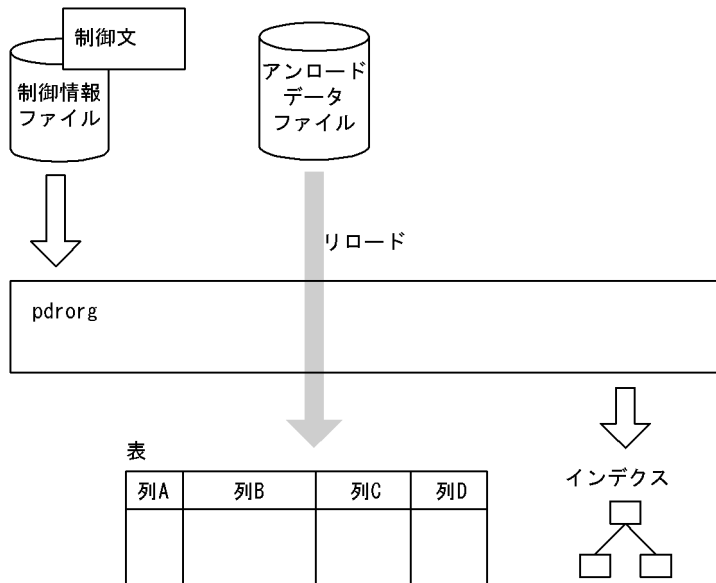 制御文
制御情報
ファイル
アンロード
データ
ファイル
リロード
pdrorg
表
列A 列B 列C 列D
インデクス